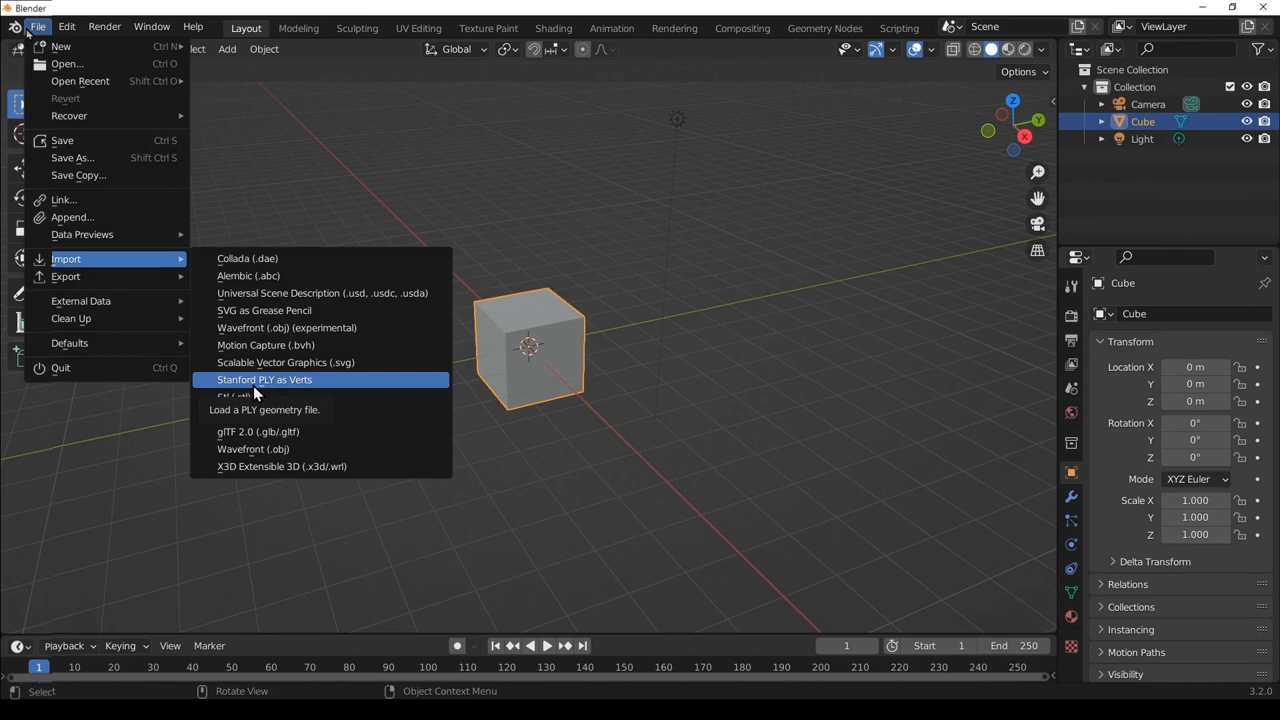 Blender
File Edit Render Window Help Layout Modeling Sculpting UV Editing Texture Paint Shading Animation Rendering Compositing Geometry Nodes Scripting Scene ViewLayer
Add Object Global
Options
New Ctrl N
Open... Ctrl O
Open Recent Shift Ctrl O
Revert
Recover
Save Ctrl S
Save As... Shift Ctrl S
Save Copy...
Link...
Append...
Data Previews
Import
Export
External Data
Clean Up
Defaults
Quit Ctrl Q
Collada (.dae)
Alembic (.abc)
Universal Scene Description (.usd, .usdc, .usda)
SVG as Grease Pencil
Wavefront (.obj) (experimental)
Motion Capture (.bvh)
Scalable Vector Graphics (.svg)
Stanford PLY as Verts
Load a PLY geometry file.
glTF 2.0 (.glb/.gltf)
Wavefront (.obj)
X3D Extensible 3D (.x3d/.wrl)
Z
Y
X
Scene Collection
Collection
Camera
Cube
Light
Cube
Cube
Transform
Location X 0 m
Y 0 m
Z 0 m
Rotation X 0°
Y 0°
Z 0°
Mode XYZ Euler
Scale X 1.000
Y 1.000
Z 1.000
Delta Transform
Relations
Collections
Instancing
Motion Paths
Visibility
Playback Keying View Marker 1 Start 1 End 250
1 10 20 30 40 50 60 70 80 90 100 110 120 130 140 150 160 170 180 190 200 210 220 230 240 250
Select Rotate View Object Context Menu 3.2.0